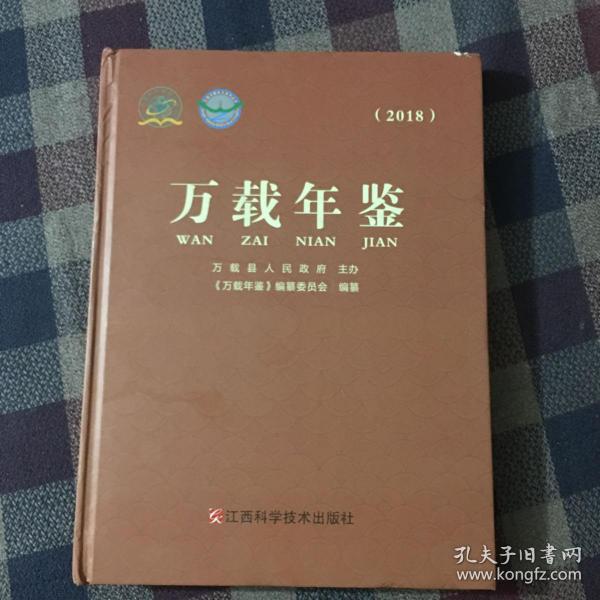 （2018）
万载年鉴
WAN ZAI NIAN JIAN
万载县人民政府 主办
《万载年鉴》编纂委员会 编纂
江西科学技术出版社
孔夫子旧书网
www.kongfz.com